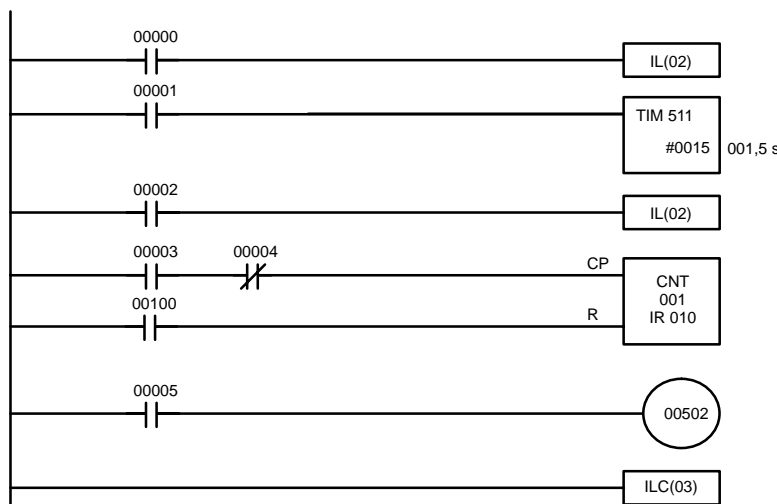 00000
IL(02)
00001
TIM 511
#0015 001,5 s
00002
IL(02)
00003 00004
CP
CNT
001
IR 010
00100
R
00005
00502
ILC(03)